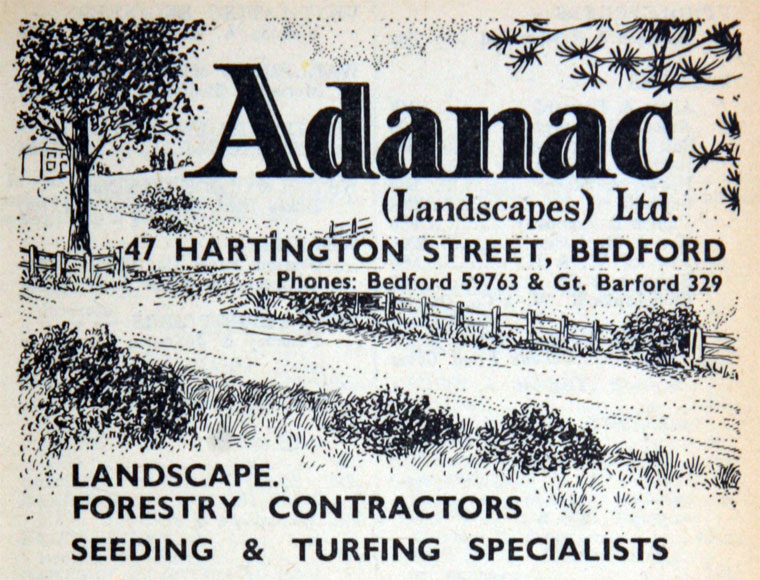 Adanac
(Landscapes) Ltd.
47 HARTINGTON STREET, BEDFORD
Phones: Bedford 59763 & Gt. Barford 329
LANDSCAPE.
FORESTRY CONTRACTORS
SEEDING & TURFING SPECIALISTS